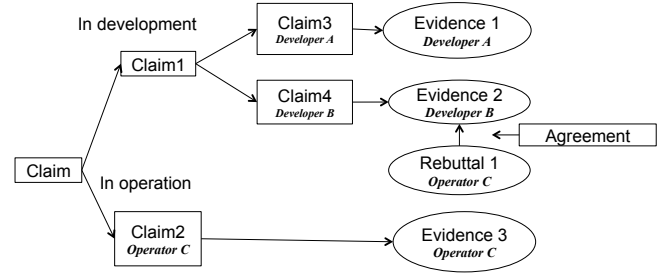 In development
Claim3
Developer A
Evidence 1
Developer A
Claim1
Claim4
Developer B
Evidence 2
Developer B
Agreement
Claim
Rebuttal 1
Operator C
In operation
Claim2
Operator C
Evidence 3
Operator C